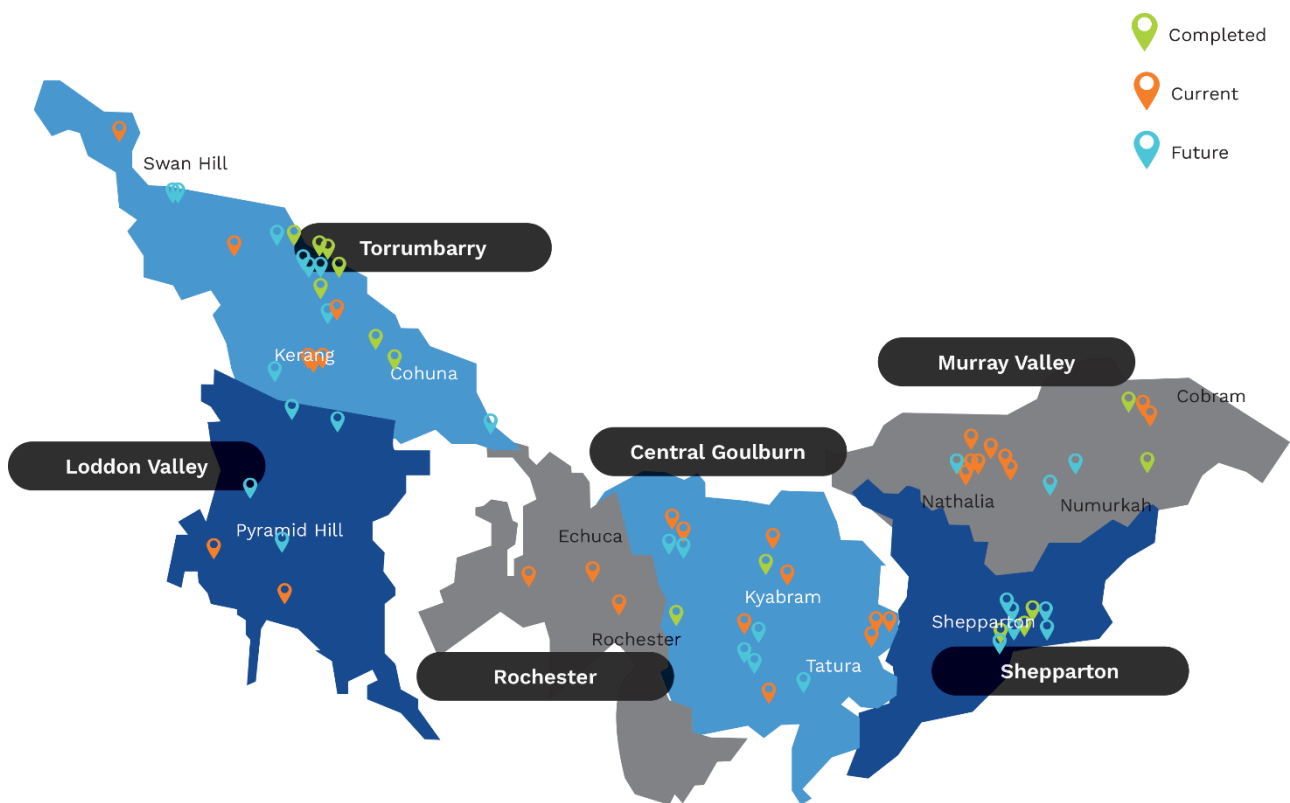 Completed
Current
Future
Swan Hill
Torrumbarry
Kerang
Cohuna
Murray Valley
Cobram
Loddon Valley
Central Goulburn
Pyramid Hill
Nathalia
Numurkah
Echuca
Kyabram
Rochester
Shepparton
Tatura
Rochester
Shepparton